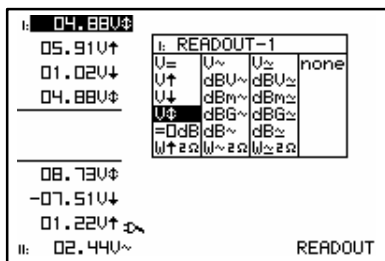 I: 04.88V⇕
05.91V↑
01.02V↓
04.88V⇕
I: READOUT-1
V= V~ V≃ none
V↑ dBV~ dBV≃
V↓ dBm~ dBm≃
V⇕ dBG~ dBG≃
=0dB dB~ dB≃
W↑2Ω W~2Ω W≃2Ω
08.73V⇕
-07.51V↓
01.22V↑
II: 02.44V~ READOUT